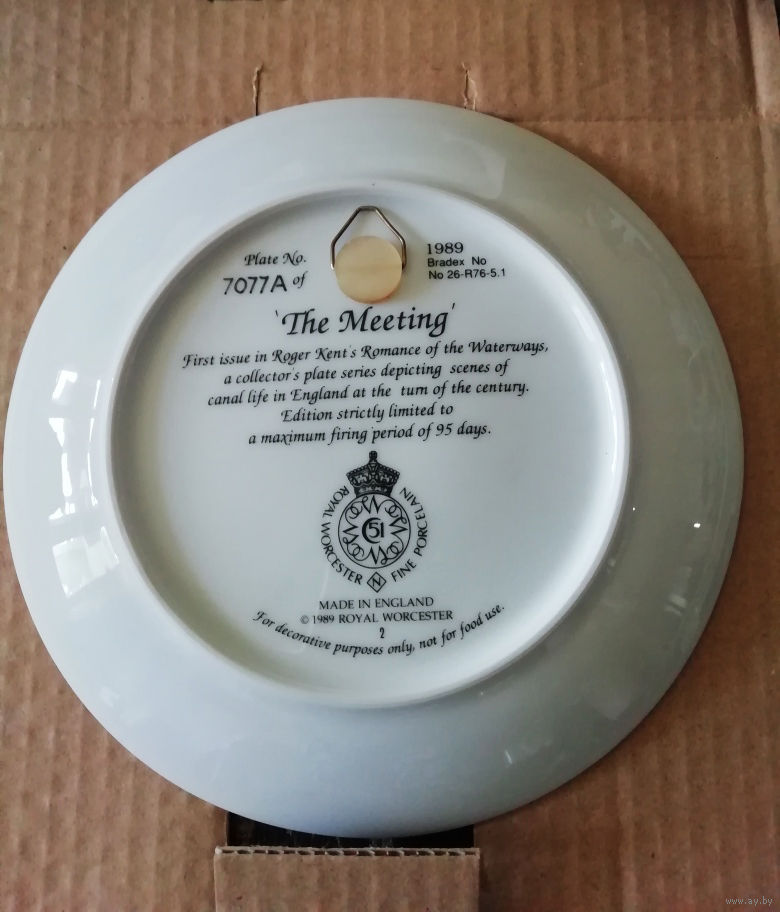 Plate No.
7077A of
1989
Bradex No
No 26-R76-5.1
'The Meeting'
First issue in Roger Kent's Romance of the Waterways,
a collector's plate series depicting scenes of
canal life in England at the turn of the century.
Edition strictly limited to
a maximum firing period of 95 days.
ROYAL WORCESTER FINE PORCELAIN
51
N
MADE IN ENGLAND
© 1989 ROYAL WORCESTER
2
For decorative purposes only, not for food use.
www.ay.by